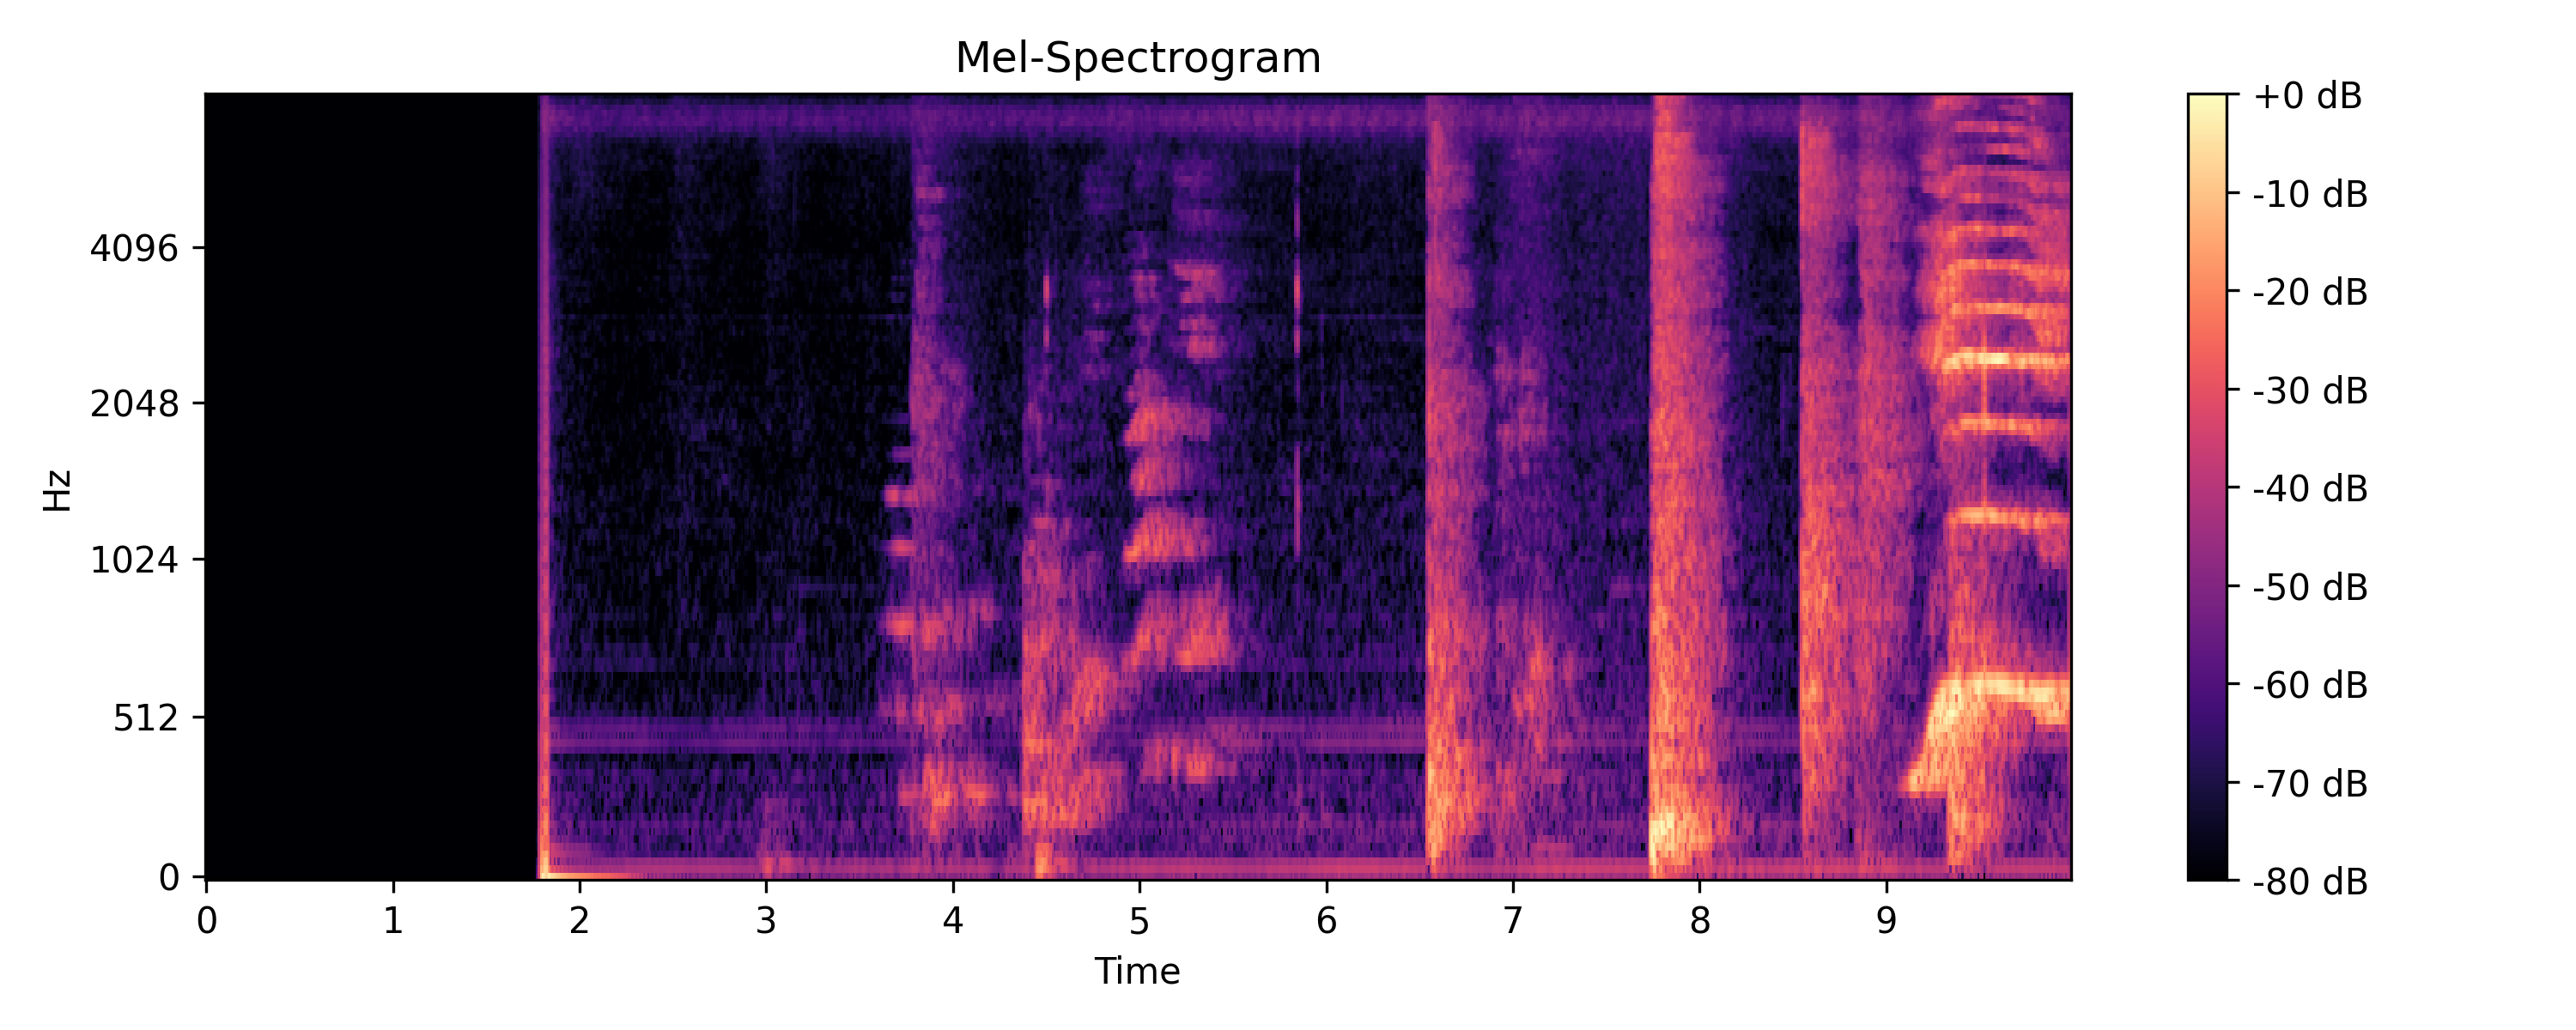 Mel-Spectrogram
+0 dB
-10 dB
-20 dB
-30 dB
-40 dB
-50 dB
-60 dB
-70 dB
-80 dB
4096
2048
1024
512
0
Hz
0 1 2 3 4 5 6 7 8 9
Time